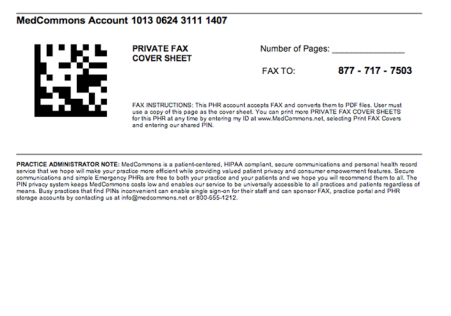 MedCommons Account 1013 0624 3111 1407
PRIVATE FAX
COVER SHEET
Number of Pages: _______________
FAX TO: 877 - 717 - 7503
FAX INSTRUCTIONS: This PHR account accepts FAX and converts them to PDF files. User must
use a copy of this page as the cover sheet. You can print more PRIVATE FAX COVER SHEETS
for this PHR at any time by entering my ID at www.MedCommons.net, selecting Print FAX Covers
and entering our shared PIN.
PRACTICE ADMINISTRATOR NOTE: MedCommons is a patient-centered, HIPAA compliant, secure communications and personal health record
service that we hope will make your practice more efficient while providing valued patient privacy and consumer empowerment features. Secure
communications and simple Emergency PHRs are free to both your practice and your patients and we hope you will recommend them to all. The
PIN privacy system keeps MedCommons costs low and enables our service to be universally accessible to all practices and patients regardless of
means. Busy practices that find PINs inconvenient can enable single sign-on for their staff and can sponsor FAX, practice portal and PHR
storage accounts by contacting us at info@medcommons.net or 800-555-1212.